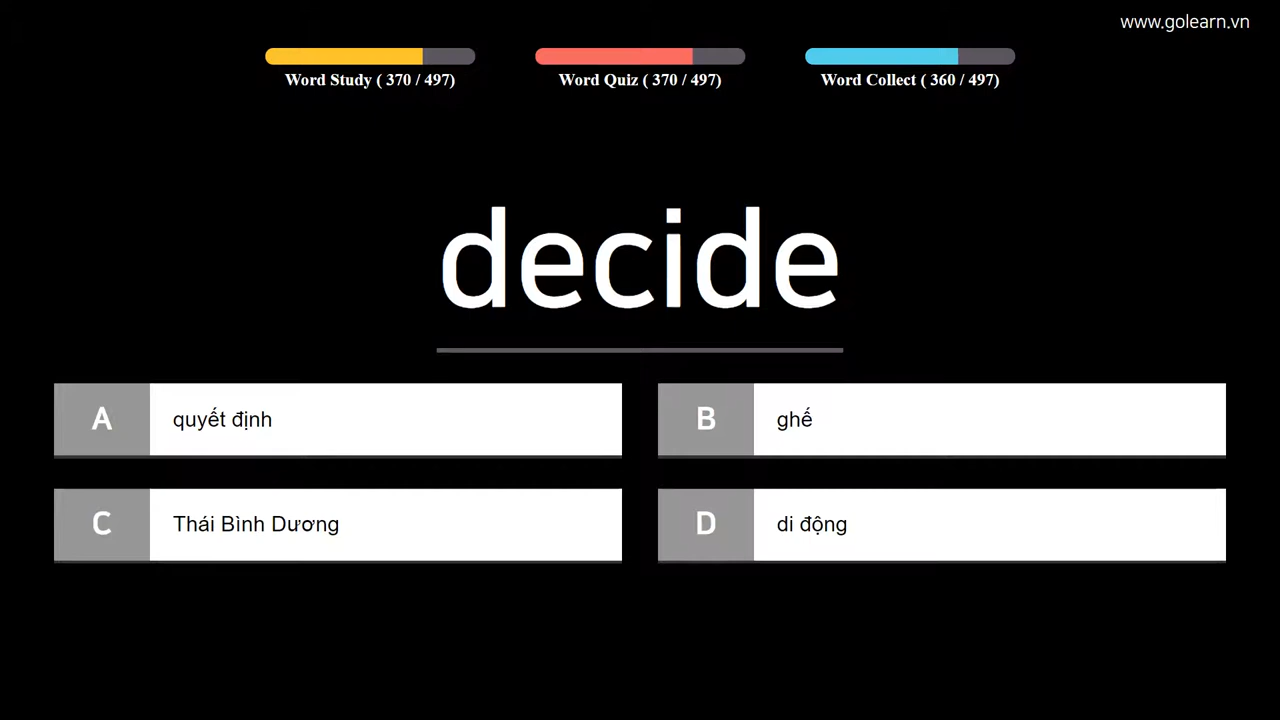 www.golearn.vn
Word Study ( 370 / 497)
Word Quiz ( 370 / 497)
Word Collect ( 360 / 497)
decide
A quyết định
B ghế
C Thái Bình Dương
D di động